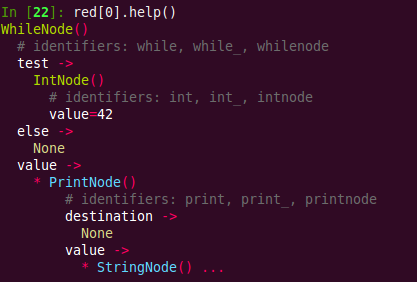 In [22]: red[0].help()
WhileNode()
  # identifiers: while, while_, whilenode
  test ->
    IntNode()
      # identifiers: int, int_, intnode
      value=42
  else ->
    None
  value ->
    * PrintNode()
        # identifiers: print, print_, printnode
        destination ->
          None
        value ->
          * StringNode() ...